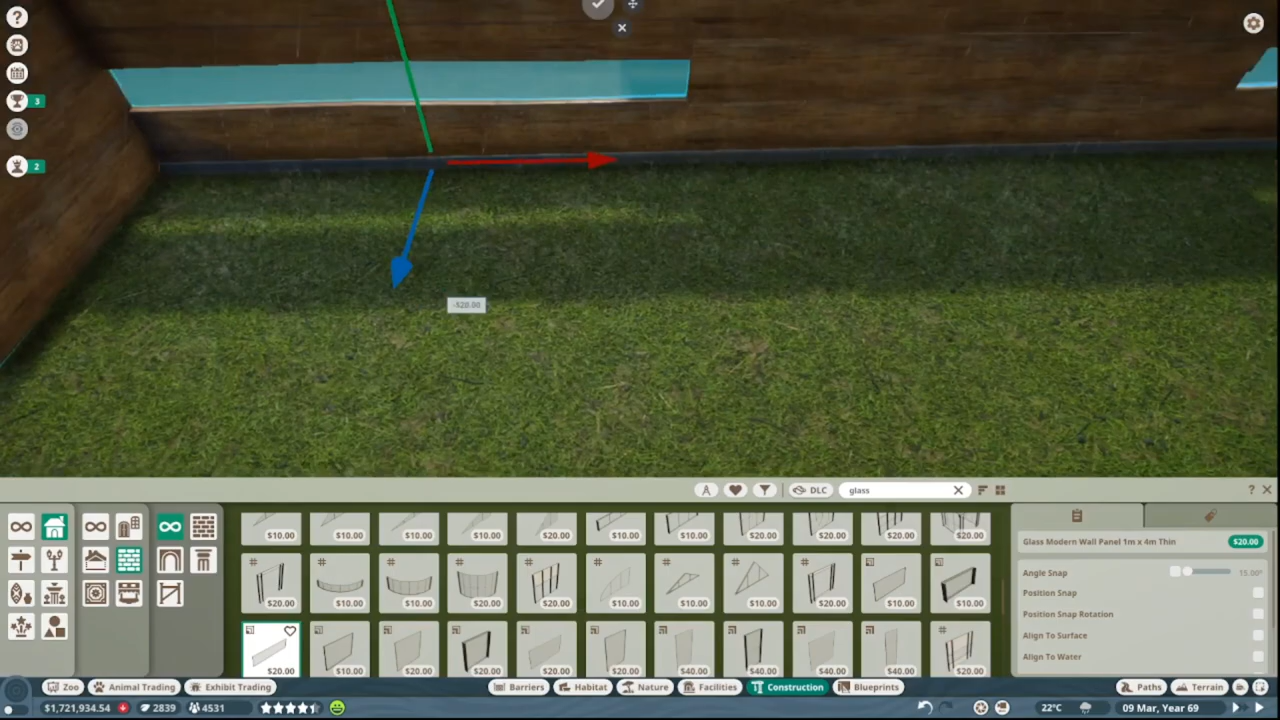 ?
3
2
-$20.00
DLC
glass
?
$10.00 $10.00 $10.00 $10.00 $20.00 $10.00 $10.00 $20.00 $20.00 $20.00 $20.00
$20.00 $10.00 $10.00 $20.00 $20.00 $10.00 $10.00 $10.00 $20.00 $10.00 $10.00
$20.00 $10.00 $20.00 $20.00 $20.00 $20.00 $40.00 $40.00 $40.00 $40.00 $20.00
Glass Modern Wall Panel 1m x 4m Thin $20.00
Angle Snap 15.00°
Position Snap
Position Snap Rotation
Align To Surface
Align To Water
Zoo Animal Trading Exhibit Trading Barriers Habitat Nature Facilities Construction Blueprints Paths Terrain
$1,721,934.54 2839 4531 22°C 09 Mar, Year 69